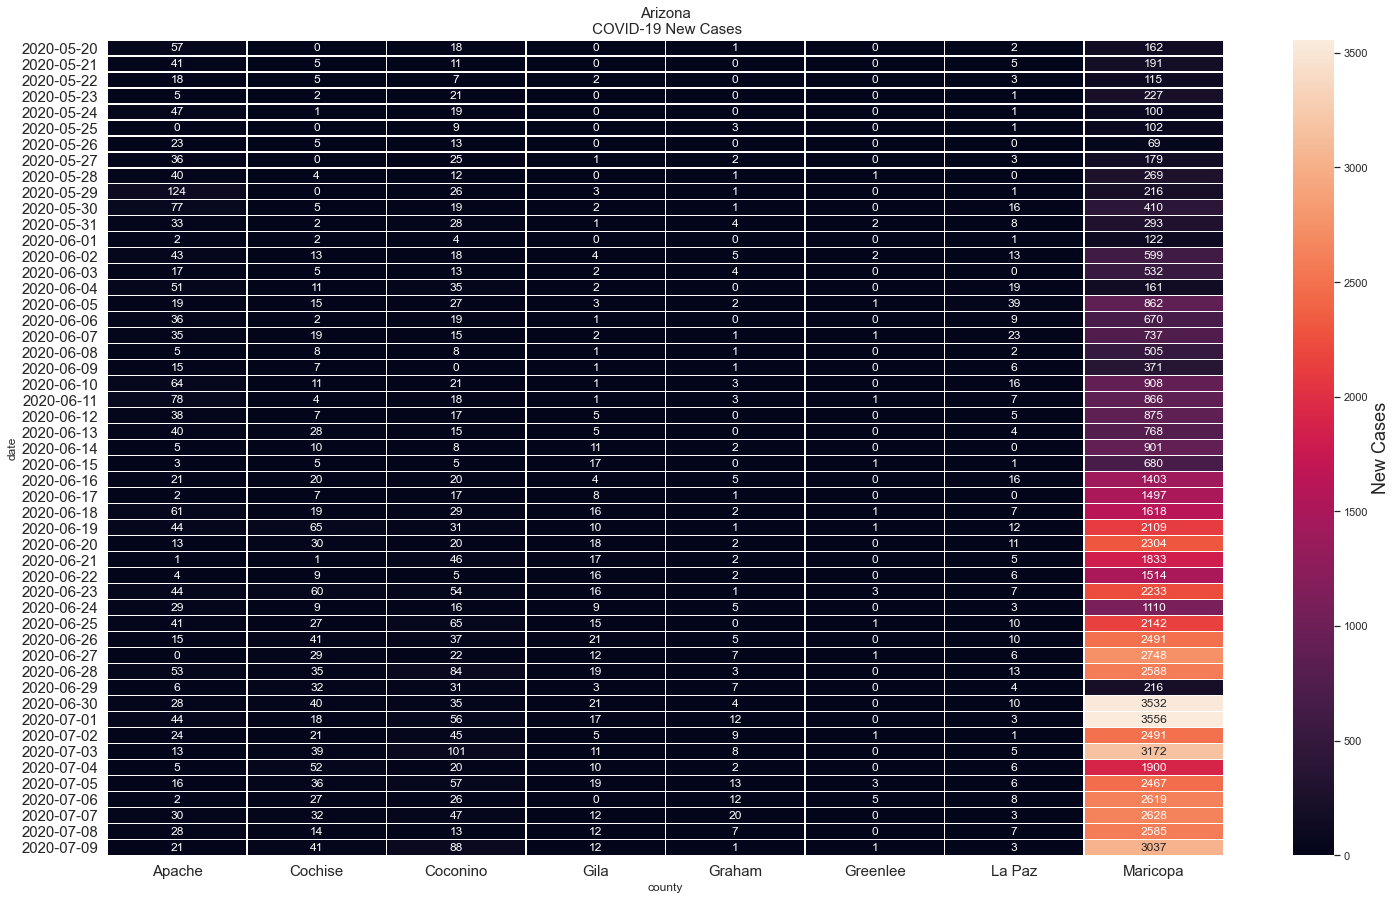 Arizona
COVID-19 New Cases
2020-05-20 57 0 18 0 1 0 2 162
2020-05-21 41 5 11 0 0 0 5 191
2020-05-22 18 5 7 2 0 0 3 115
2020-05-23 5 2 21 0 0 0 1 227
2020-05-24 47 1 19 0 0 0 1 100
2020-05-25 0 0 9 0 3 0 1 102
2020-05-26 23 5 13 0 0 0 0 69
2020-05-27 36 0 25 1 2 0 3 179
2020-05-28 40 4 12 0 1 1 0 269
2020-05-29 124 0 26 3 1 0 1 216
2020-05-30 77 5 19 2 1 0 16 410
2020-05-31 33 2 28 1 4 2 8 293
2020-06-01 2 2 4 0 0 0 1 122
2020-06-02 43 13 18 4 5 2 13 599
2020-06-03 17 5 13 2 4 0 0 532
2020-06-04 51 11 35 2 0 0 19 161
2020-06-05 19 15 27 3 2 1 39 862
2020-06-06 36 2 19 1 0 0 9 670
2020-06-07 35 19 15 2 1 1 23 737
2020-06-08 5 8 8 1 1 0 2 505
2020-06-09 15 7 0 1 1 0 6 371
2020-06-10 64 11 21 1 3 0 16 908
2020-06-11 78 4 18 1 3 1 7 866
2020-06-12 38 7 17 5 0 0 5 875
2020-06-13 40 28 15 5 0 0 4 768
2020-06-14 5 10 8 11 2 0 0 901
2020-06-15 3 5 5 17 0 1 1 680
2020-06-16 21 20 20 4 5 0 16 1403
2020-06-17 2 7 17 8 1 0 0 1497
2020-06-18 61 19 29 16 2 1 7 1618
2020-06-19 44 65 31 10 1 1 12 2109
2020-06-20 13 30 20 18 2 0 11 2304
2020-06-21 1 1 46 17 2 0 5 1833
2020-06-22 4 9 5 16 2 0 6 1514
2020-06-23 44 60 54 16 1 3 7 2233
2020-06-24 29 9 16 9 5 0 3 1110
2020-06-25 41 27 65 15 0 1 10 2142
2020-06-26 15 41 37 21 5 0 10 2491
2020-06-27 0 29 22 12 7 1 6 2748
2020-06-28 53 35 84 19 3 0 13 2588
2020-06-29 6 32 31 3 7 0 4 216
2020-06-30 28 40 35 21 4 0 10 3532
2020-07-01 44 18 56 17 12 0 3 3556
2020-07-02 24 21 45 5 9 1 1 2491
2020-07-03 13 39 101 11 8 0 5 3172
2020-07-04 5 52 20 10 2 0 6 1900
2020-07-05 16 36 57 19 13 3 6 2467
2020-07-06 2 27 26 0 12 5 8 2619
2020-07-07 30 32 47 12 20 0 3 2628
2020-07-08 28 14 13 12 7 0 7 2585
2020-07-09 21 41 88 12 1 1 3 3037
Apache Cochise Coconino Gila Graham Greenlee La Paz Maricopa
county
date
3500
3000
2500
2000
1500
1000
500
0
New Cases